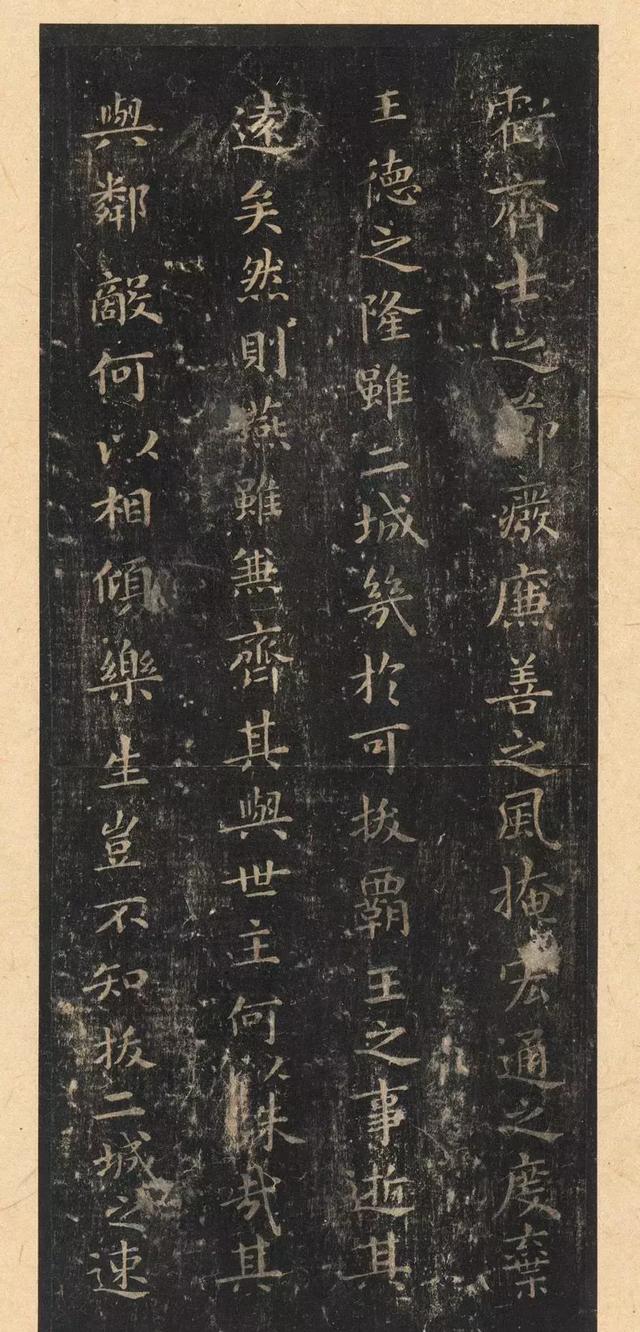 虧齊士之節廢廉善之風掩宏通之度棄
王德之隆雖二城幾於可拔霸王之事逝其
遠矣然則燕雖兼齊其與世主何以殊哉其
與鄰敵何以相傾樂生豈不知拔二城之速